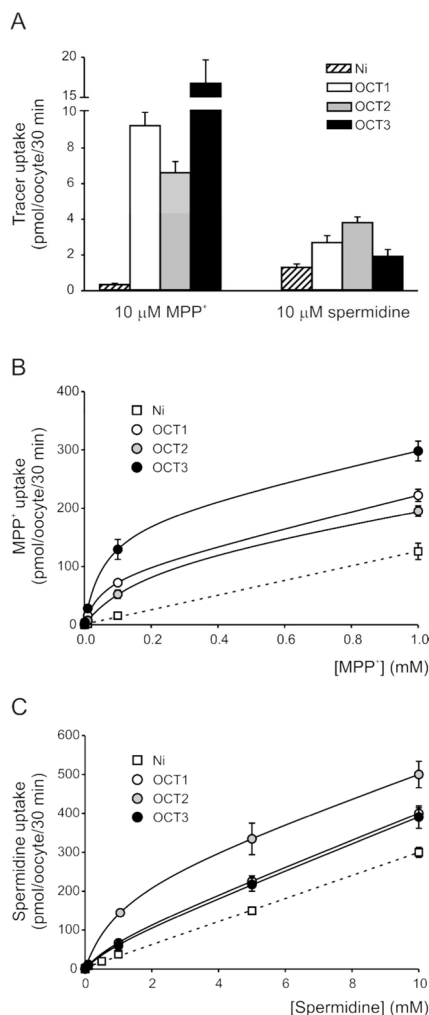 A
Tracer uptake
(pmol/oocyte/30 min)
20
15
10
8
6
4
2
0
Ni
OCT1
OCT2
OCT3
10 μM MPP⁺
10 μM spermidine
B
MPP⁺ uptake
(pmol/oocyte/30 min)
400
300
200
100
0
Ni
OCT1
OCT2
OCT3
0.0
0.2
0.4
0.6
0.8
1.0
[MPP⁺] (mM)
C
Spermidine uptake
(pmol/oocyte/30 min)
600
500
400
300
200
100
0
Ni
OCT1
OCT2
OCT3
0
2
4
6
8
10
[Spermidine] (mM)